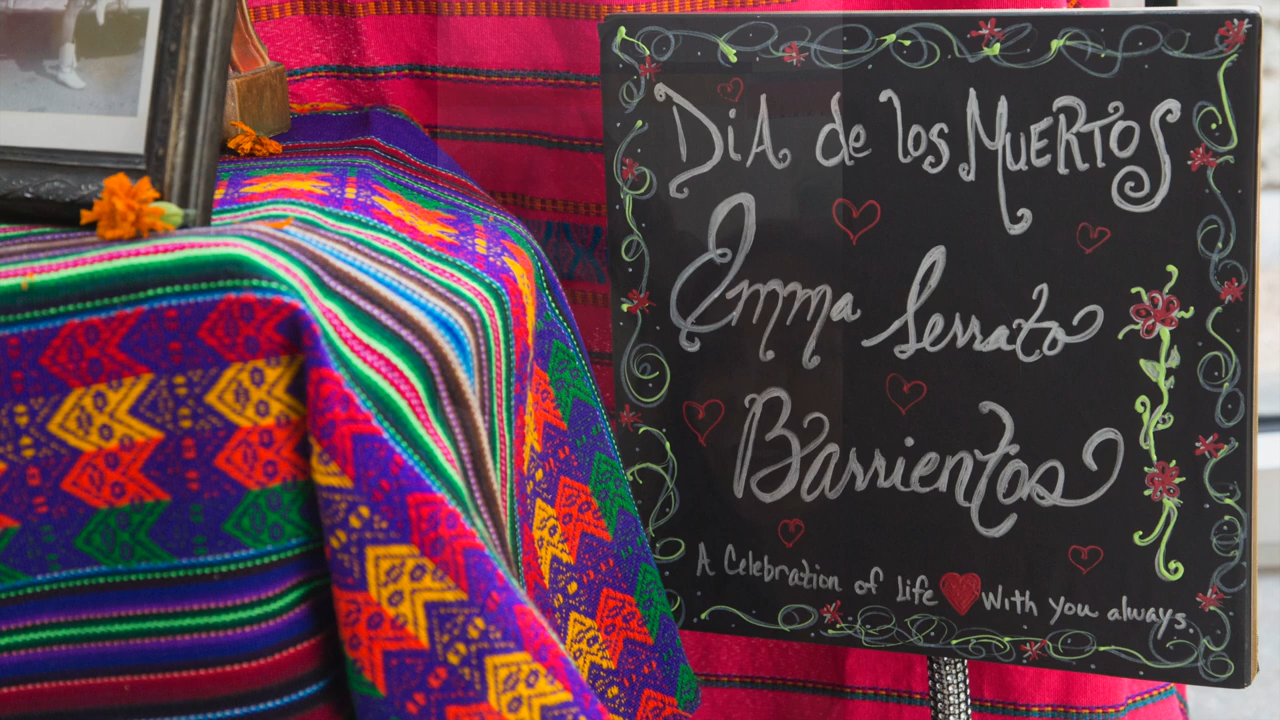 DiA de los MUERTOS
Emma Serrato
Barrientos
A Celebration of Life With you always.